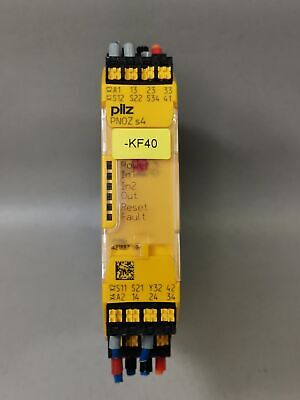 A1 13 23 33
S12 S22 S34 41
pilz
PNOZ s4
-KF40
Power
In1
In2
Out
Reset
Fault
S11 S21 Y32 42
A2 14 24 34